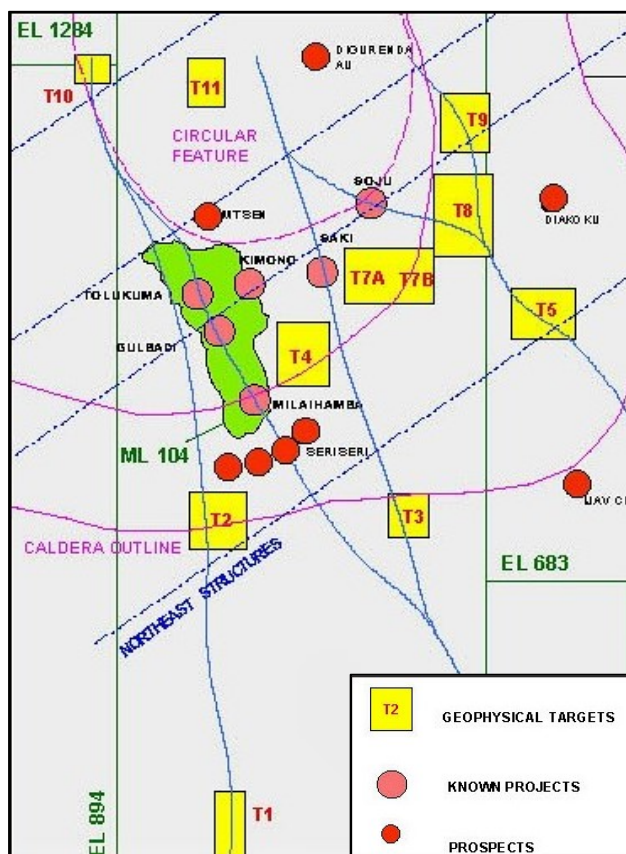 EL 1284
DIGURENDA
AU
T10
T11
T9
CIRCULAR
FEATURE
SOJU
T8
DIAKO KU
SAKI
KIMONO
TOLUKUMA
T7A
T7B
T5
GULBADI
T4
MILAIHAMBA
ML 104
SERISERI
T2
T3
CALDERA OUTLINE
EL 683
NORTHEAST STRUCTURES
T2
GEOPHYSICAL TARGETS
KNOWN PROJECTS
T1
EL 894
PROSPECTS